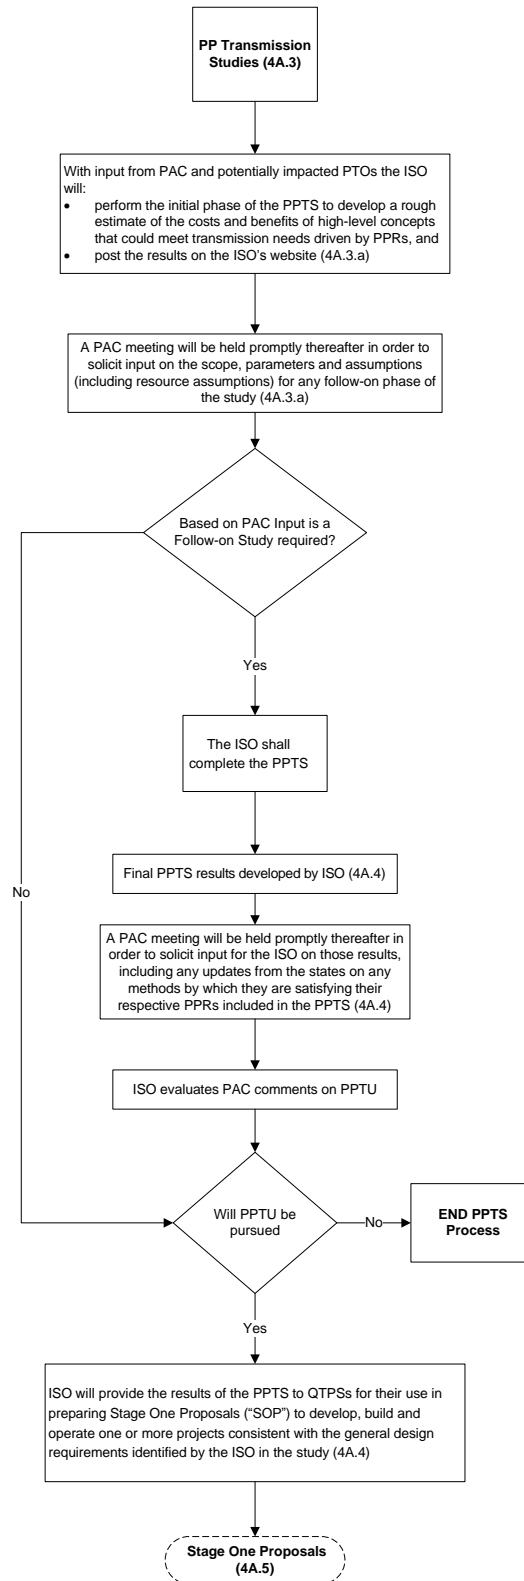 PP Transmission
Studies (4A.3)
With input from PAC and potentially impacted PTOs the ISO
will:
• perform the initial phase of the PPTS to develop a rough
estimate of the costs and benefits of high-level concepts
that could meet transmission needs driven by PPRs, and
• post the results on the ISO's website (4A.3.a)
A PAC meeting will be held promptly thereafter in order to
solicit input on the scope, parameters and assumptions
(including resource assumptions) for any follow-on phase of
the study (4A.3.a)
Based on PAC Input is a
Follow-on Study required?
Yes
The ISO shall
complete the PPTS
Final PPTS results developed by ISO (4A.4)
No
A PAC meeting will be held promptly thereafter in
order to solicit input for the ISO on those results,
including any updates from the states on any
methods by which they are satisfying their
respective PPRs included in the PPTS (4A.4)
ISO evaluates PAC comments on PPTU
Will PPTU be
pursued
No
END PPTS
Process
Yes
ISO will provide the results of the PPTS to QTPSs for their use in
preparing Stage One Proposals ("SOP") to develop, build and
operate one or more projects consistent with the general design
requirements identified by the ISO in the study (4A.4)
Stage One Proposals
(4A.5)